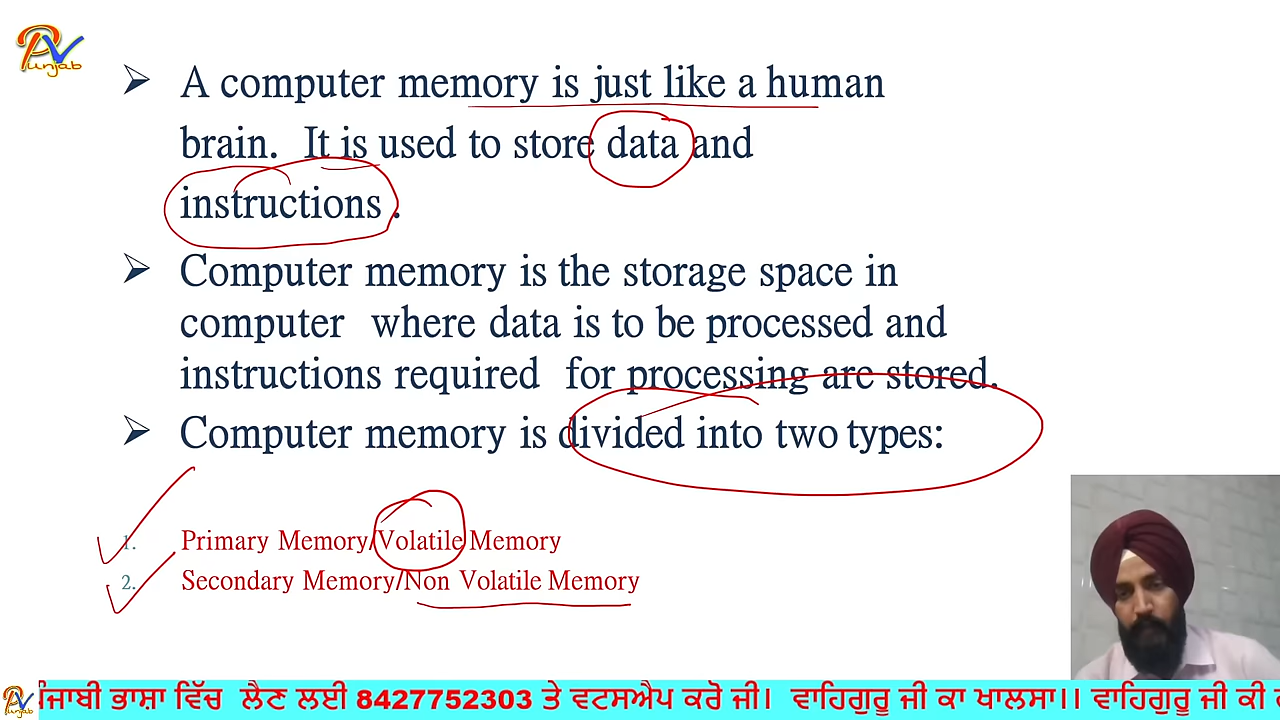 PV
unjab
A computer memory is just like a human
brain. It is used to store data and
instructions .
Computer memory is the storage space in
computer where data is to be processed and
instructions required for processing are stored.
Computer memory is divided into two types:
1. Primary Memory/Volatile Memory
2. Secondary Memory/Non Volatile Memory
ਭਾਸ਼ਾ ਵਿੱਚ ਲੈਣ ਲਈ 8427752303 ਤੇ ਵਟਸਐਪ ਕਰੋ ਜੀ। ਵਾਹਿਗੁਰੂ ਜੀ ਕਾ ਖਾਲਸਾ।। ਵਾਹਿਗੁਰੂ ਜੀ ਕੀ